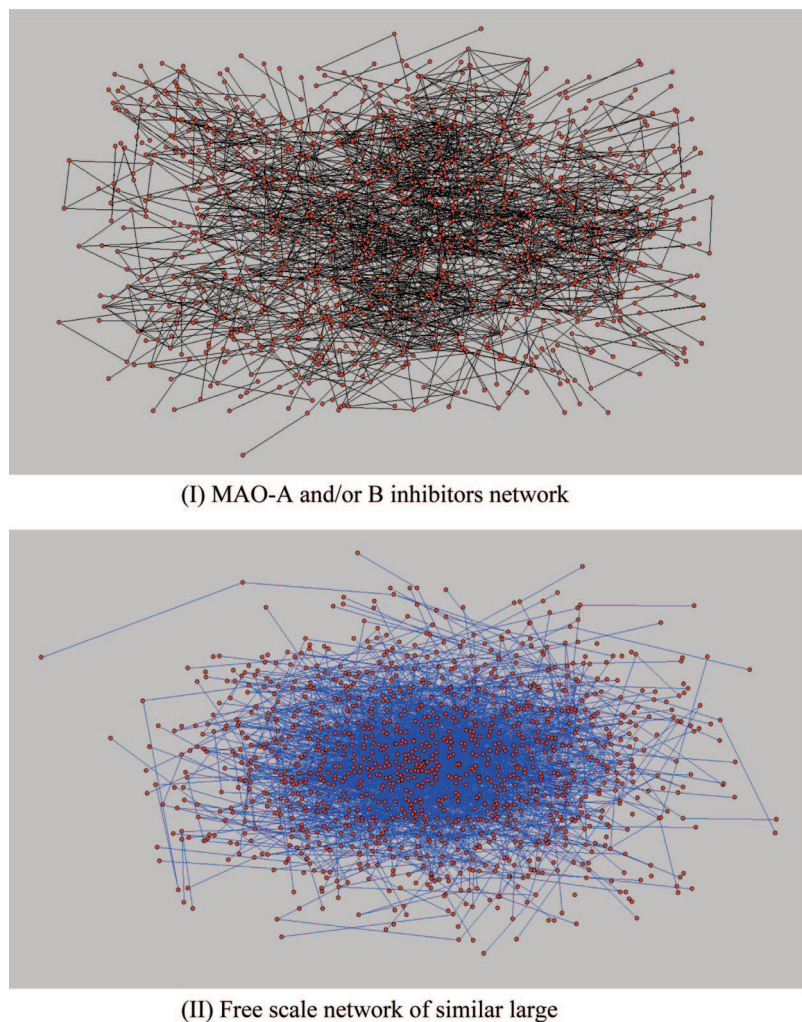 (I) MAO-A and/or B inhibitors network
(II) Free scale network of similar large